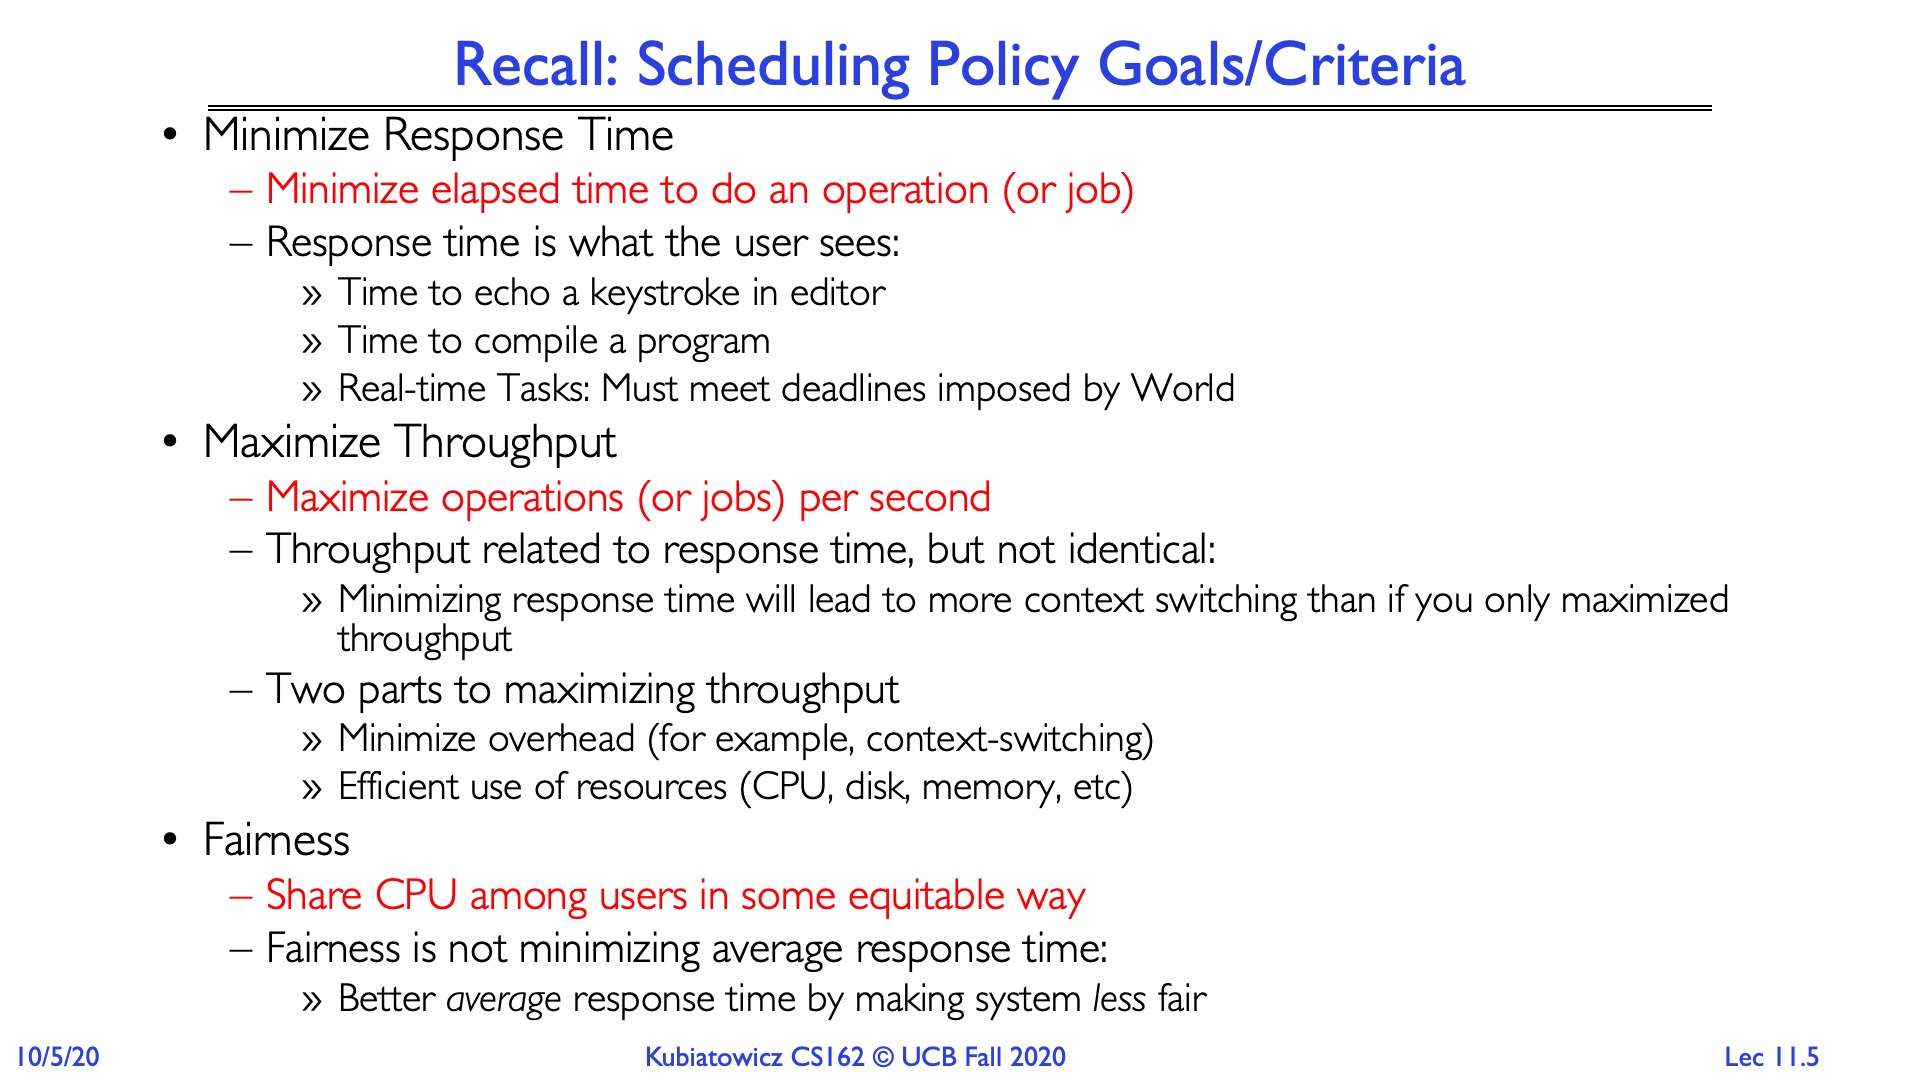 Recall: Scheduling Policy Goals/Criteria
• Minimize Response Time
– Minimize elapsed time to do an operation (or job)
– Response time is what the user sees:
» Time to echo a keystroke in editor
» Time to compile a program
» Real-time Tasks: Must meet deadlines imposed by World
• Maximize Throughput
– Maximize operations (or jobs) per second
– Throughput related to response time, but not identical:
» Minimizing response time will lead to more context switching than if you only maximized
throughput
– Two parts to maximizing throughput
» Minimize overhead (for example, context-switching)
» Efficient use of resources (CPU, disk, memory, etc)
• Fairness
– Share CPU among users in some equitable way
– Fairness is not minimizing average response time:
» Better average response time by making system less fair
10/5/20
Kubiatowicz CS162 © UCB Fall 2020
Lec 11.5